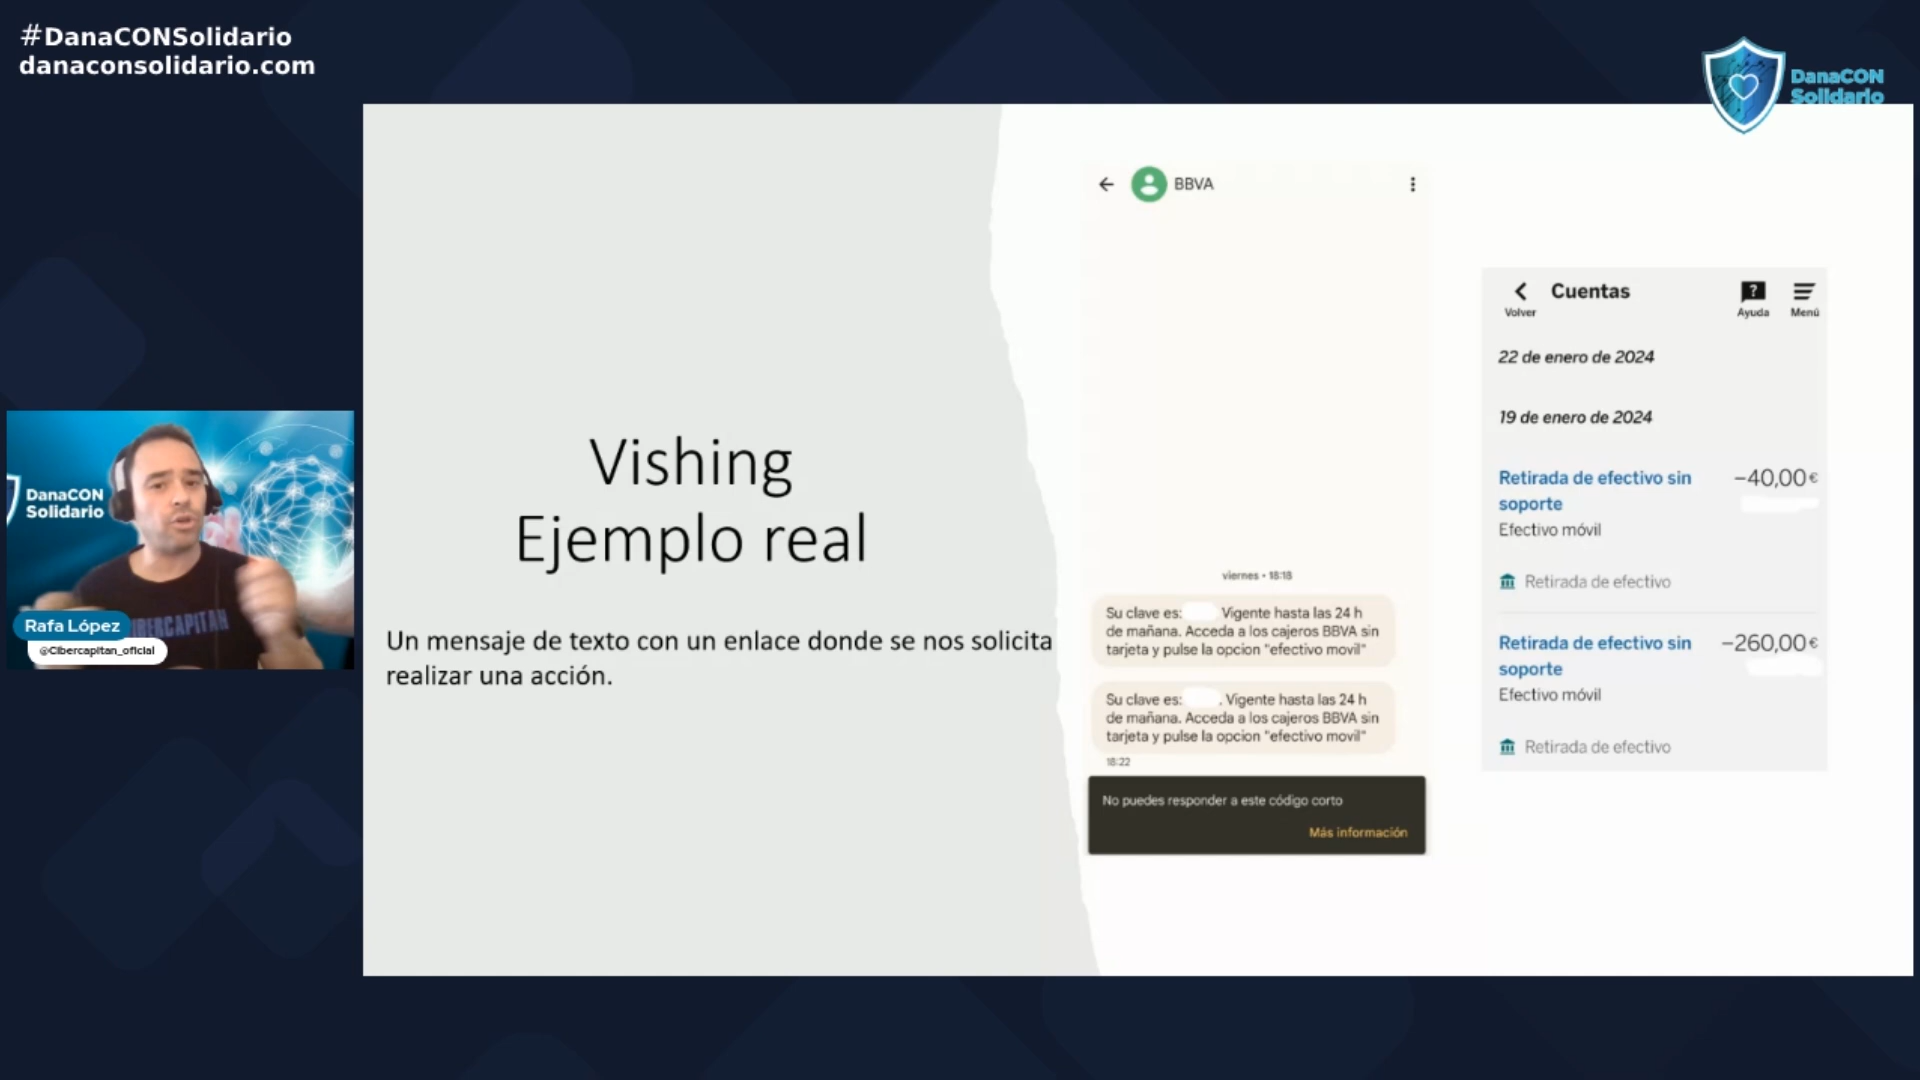 #DanaCONSolidario
danaconsolidario.com
DanaCON
Solidario
DanaCON
Solidario
CIBERCAPITAN
Rafa López
@Cibercapitan_oficial
Vishing
Ejemplo real
Un mensaje de texto con un enlace donde se nos solicita
realizar una acción.
BBVA
viernes • 18:18
Su clave es: Vigente hasta las 24 h
de mañana. Acceda a los cajeros BBVA sin
tarjeta y pulse la opcion "efectivo movil"
Su clave es: . Vigente hasta las 24 h
de mañana. Acceda a los cajeros BBVA sin
tarjeta y pulse la opcion "efectivo movil"
18:22
No puedes responder a este código corto
Más información
Cuentas
Volver
Ayuda
Menú
22 de enero de 2024
19 de enero de 2024
Retirada de efectivo sin
soporte
−40,00€
Efectivo móvil
Retirada de efectivo
Retirada de efectivo sin
soporte
−260,00€
Efectivo móvil
Retirada de efectivo